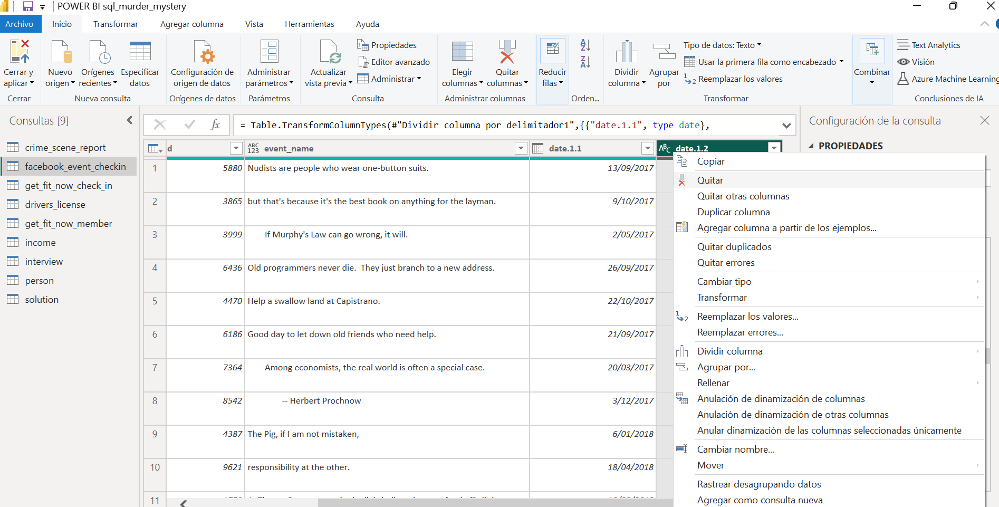 POWER BI sql_murder_mystery
Archivo Inicio Transformar Agregar columna Vista Herramientas Ayuda
Cerrar y aplicar
Cerrar
Nuevo origen
Orígenes recientes
Especificar datos
Nueva consulta
Configuración de origen de datos
Orígenes de datos
Administrar parámetros
Parámetros
Actualizar vista previa
Propiedades
Editor avanzado
Administrar
Consulta
Elegir columnas
Quitar columnas
Administrar columnas
Reducir filas
Orden...
Dividir columna
Agrupar por
Tipo de datos: Texto
Usar la primera fila como encabezado
Reemplazar los valores
Transformar
Combinar
Text Analytics
Visión
Azure Machine Learning
Conclusiones de IA
Consultas [9]
crime_scene_report
facebook_event_checkin
get_fit_now_check_in
drivers_license
get_fit_now_member
income
interview
person
solution
= Table.TransformColumnTypes(#"Dividir columna por delimitador1",{{"date.1.1", type date},
d event_name date.1.1 date.1.2
1 5880 Nudists are people who wear one-button suits. 13/09/2017
2 3865 but that's because it's the best book on anything for the layman. 9/10/2017
3 3999 If Murphy's Law can go wrong, it will. 2/05/2017
4 6436 Old programmers never die. They just branch to a new address. 26/09/2017
5 4470 Help a swallow land at Capistrano. 22/10/2017
6 6186 Good day to let down old friends who need help. 21/09/2017
7 7364 Among economists, the real world is often a special case. 20/03/2017
8 8542 -- Herbert Prochnow 3/12/2017
9 4387 The Pig, if I am not mistaken, 6/01/2018
10 9621 responsibility at the other. 18/04/2018
11
Configuración de la consulta
PROPIEDADES
Copiar
Quitar
Quitar otras columnas
Duplicar columna
Agregar columna a partir de los ejemplos...
Quitar duplicados
Quitar errores
Cambiar tipo
Transformar
Reemplazar los valores...
Reemplazar errores...
Dividir columna
Agrupar por...
Rellenar
Anulación de dinamización de columnas
Anulación de dinamización de otras columnas
Anular dinamización de las columnas seleccionadas únicamente
Cambiar nombre...
Mover
Rastrear desagrupando datos
Agregar como consulta nueva